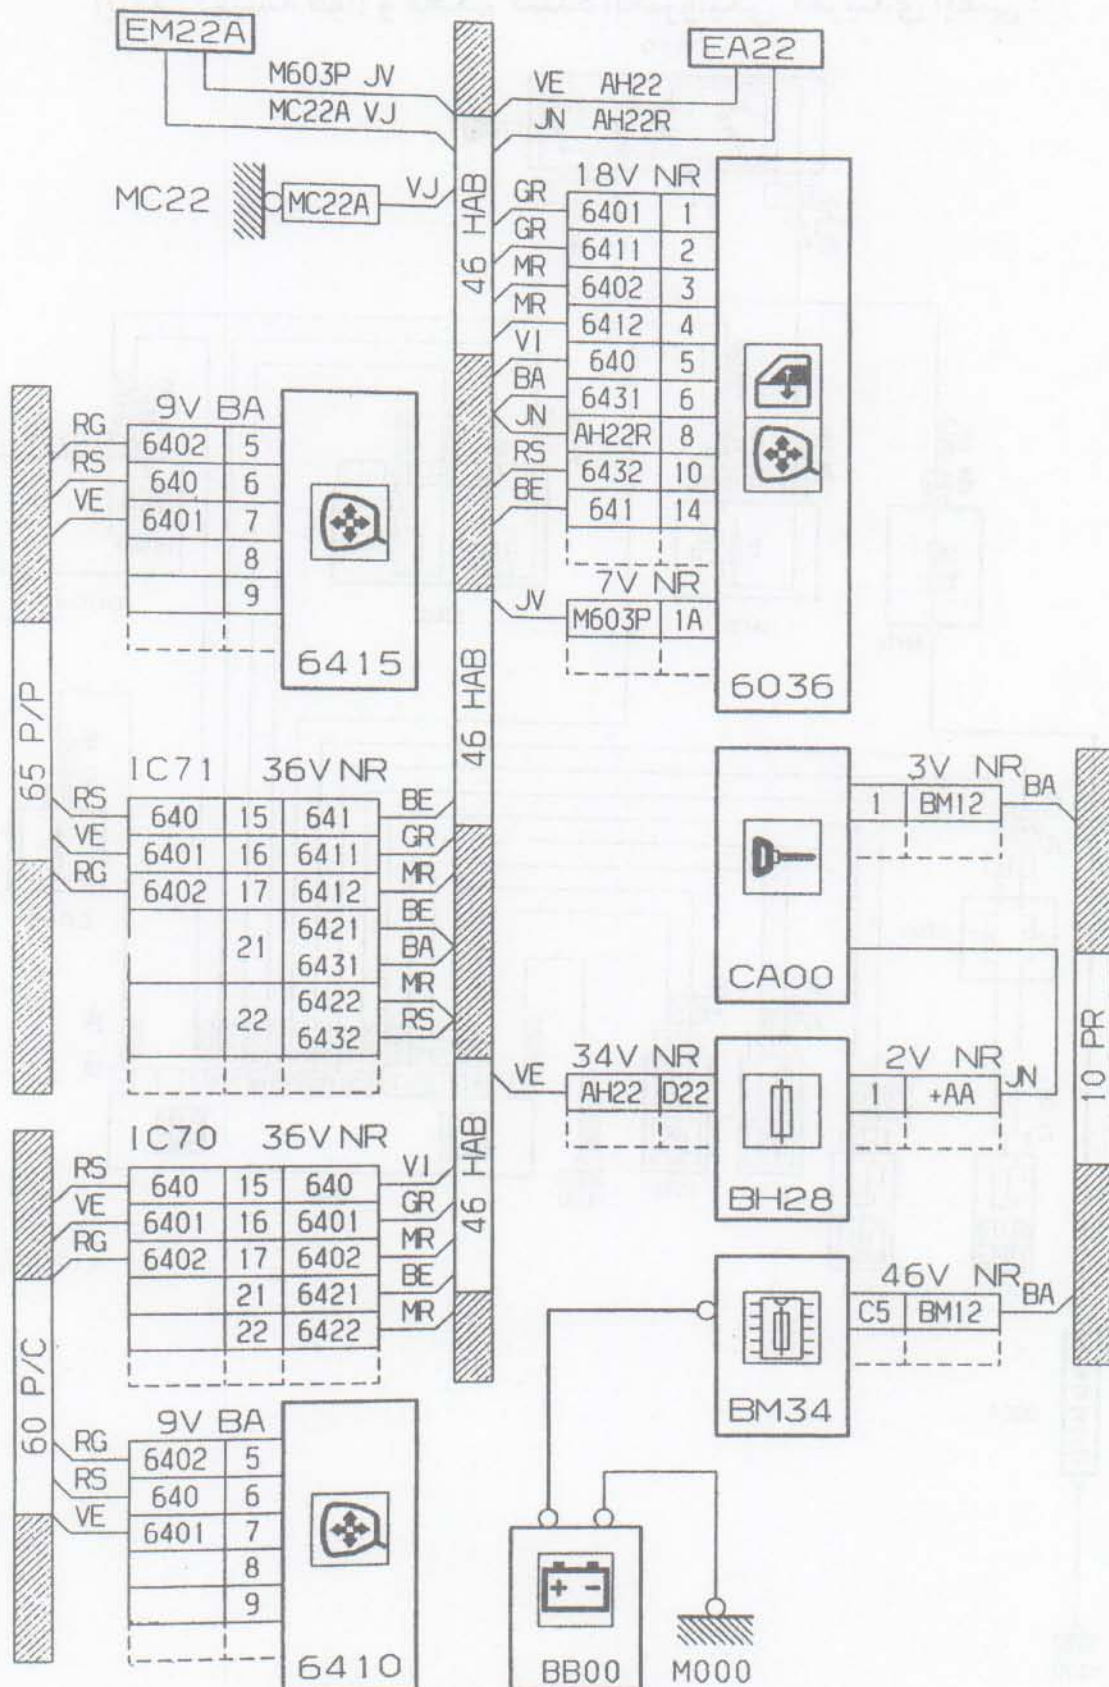 EM22A
EA22
M603P JV
VE AH22
MC22A VJ
JN AH22R
MC22
MC22A
VJ
46 HAB
18V NR
GR 6401 1
GR 6411 2
MR 6402 3
MR 6412 4
VI 640 5
BA 6431 6
JN AH22R 8
RS 6432 10
BE 641 14
7V NR
JV M603P 1A
6036
9V BA
RG 6402 5
RS 640 6
VE 6401 7
8
9
6415
65 P/P
46 HAB
1C71 36V NR
RS 640 15 641 BE
VE 6401 16 6411 GR
RG 6402 17 6412 MR
21 6421 BE
6431 BA
22 6422 MR
6432 RS
3V NR
1 BM12 BA
CA00
10 PR
34V NR
VE AH22 D22
2V NR
1 +AA JN
BH28
1C70 36V NR
RS 640 15 640 VI
VE 6401 16 6401 GR
RG 6402 17 6402 MR
21 6421 BE
22 6422 MR
46 HAB
46V NR
C5 BM12 BA
BM34
60 P/C
9V BA
RG 6402 5
RS 640 6
VE 6401 7
8
9
6410
+ -
BB00
M000